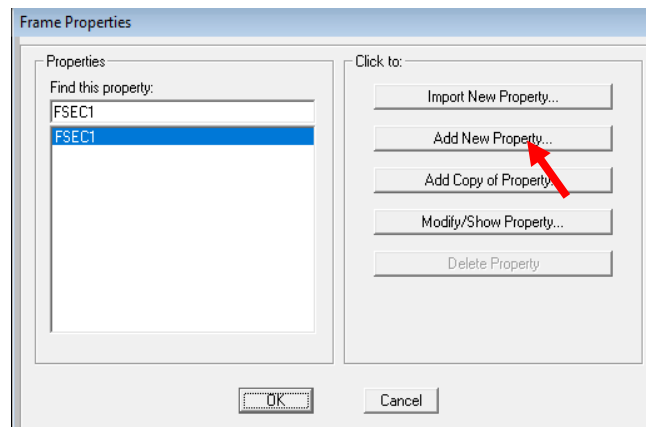 Frame Properties
Properties
Find this property:
FSEC1
FSEC1
Click to:
Import New Property...
Add New Property...
Add Copy of Property...
Modify/Show Property...
Delete Property
OK
Cancel